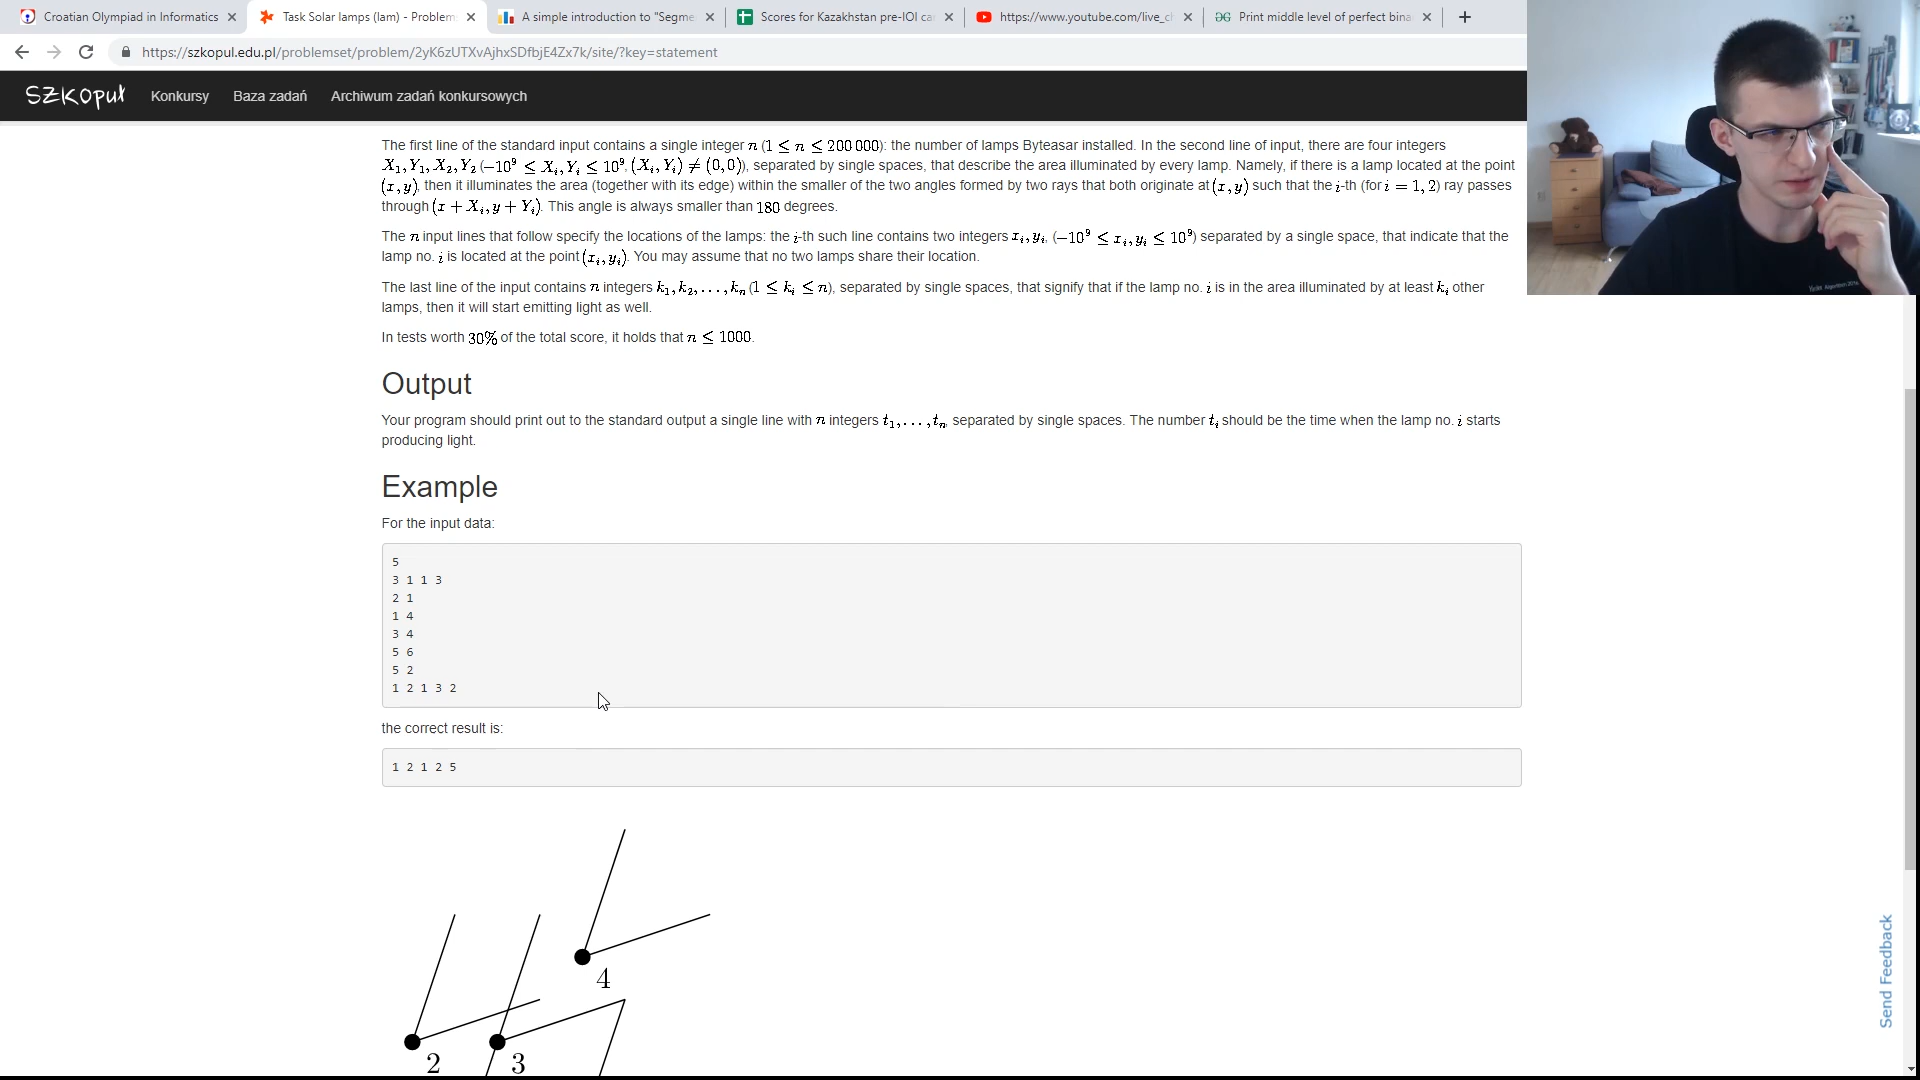 Croatian Olympiad in Informatics
Task Solar lamps (lam) - Problem
A simple introduction to "Segme
Scores for Kazakhstan pre-IOI ca
https://www.youtube.com/live_c
Print middle level of perfect bina
https://szkopul.edu.pl/problemset/problem/2yK6zUTXvAjhxSDfbjE4Zx7k/site/?key=statement
SZKOPUŁ
Konkursy Baza zadań Archiwum zadań konkursowych
The first line of the standard input contains a single integer n (1 ≤ n ≤ 200 000): the number of lamps Byteasar installed. In the second line of input, there are four integers
X₁, Y₁, X₂, Y₂ (−10⁹ ≤ Xᵢ, Yᵢ ≤ 10⁹, (Xᵢ, Yᵢ) ≠ (0, 0)), separated by single spaces, that describe the area illuminated by every lamp. Namely, if there is a lamp located at the point
(x, y), then it illuminates the area (together with its edge) within the smaller of the two angles formed by two rays that both originate at (x, y) such that the i-th (for i = 1, 2) ray passes
through (x + Xᵢ, y + Yᵢ). This angle is always smaller than 180 degrees.
The n input lines that follow specify the locations of the lamps: the i-th such line contains two integers xᵢ, yᵢ, (−10⁹ ≤ xᵢ, yᵢ ≤ 10⁹) separated by a single space, that indicate that the
lamp no. i is located at the point (xᵢ, yᵢ). You may assume that no two lamps share their location.
The last line of the input contains n integers k₁, k₂, . . . , kₙ (1 ≤ kᵢ ≤ n), separated by single spaces, that signify that if the lamp no. i is in the area illuminated by at least kᵢ other
lamps, then it will start emitting light as well.
In tests worth 30% of the total score, it holds that n ≤ 1000.
Output
Your program should print out to the standard output a single line with n integers t₁, . . . , tₙ, separated by single spaces. The number tᵢ should be the time when the lamp no. i starts
producing light.
Example
For the input data:
5
3 1 1 3
2 1
1 4
3 4
5 6
5 2
1 2 1 3 2
the correct result is:
1 2 1 2 5
4
2
3
Send Feedback